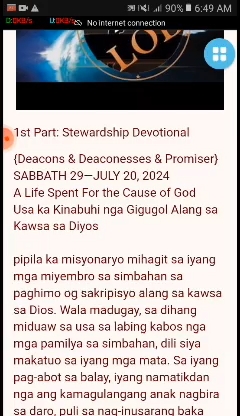 0:0KB/s U:0KB/s No internet connection 90% 6:49 AM
LOD
1st Part: Stewardship Devotional
{Deacons & Deaconesses & Promiser}
SABBATH 29—JULY 20, 2024
A Life Spent For the Cause of God
Usa ka Kinabuhi nga Gigugol Alang sa
Kawsa sa Diyos
pipila ka misyonaryo mihagit sa iyang
mga miyembro sa simbahan sa
paghimo og sakripisyo alang sa kawsa
sa Dios. Wala madugay, sa dihang
miduaw sa usa sa labing kabos nga
mga pamilya sa simbahan, dili siya
makatuo sa iyang mga mata. Sa iyang
pag-abot sa balay, iyang namatikdan
nga ang kamagulangang anak nagbira
sa daro, puli sa nag-inusarang baka